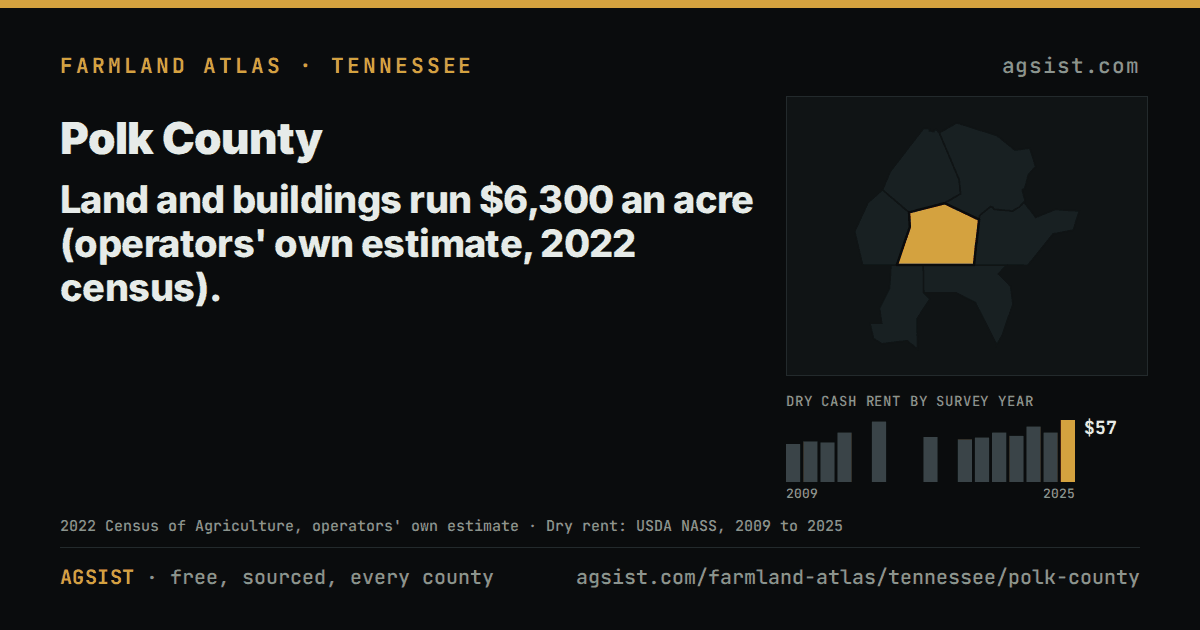 FARMLAND ATLAS · TENNESSEE
agsist.com
Polk County
Land and buildings run $6,300 an acre
(operators' own estimate, 2022
census).
DRY CASH RENT BY SURVEY YEAR
$57
2009
2025
2022 Census of Agriculture, operators' own estimate · Dry rent: USDA NASS, 2009 to 2025
AGSIST · free, sourced, every county
agsist.com/farmland-atlas/tennessee/polk-county